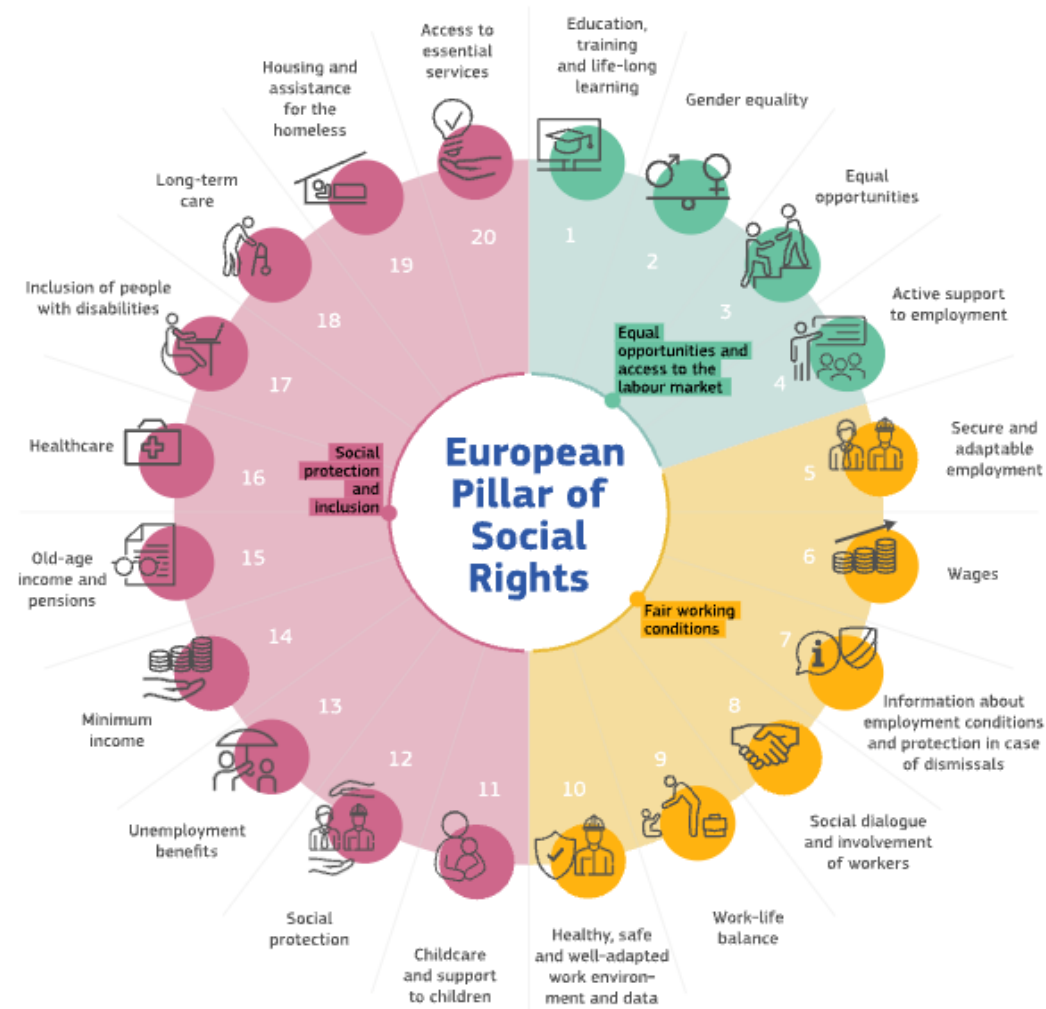 Education,
training
and life-long
learning
Gender equality
Equal
opportunities
Active support
to employment
Secure and
adaptable
employment
Wages
Information about
employment conditions
and protection in case
of dismissals
Social dialogue
and involvement
of workers
Work-life
balance
Healthy, safe
and well-adapted
work environ-
ment and data
Childcare
and support
to children
Social
protection
Unemployment
benefits
Minimum
income
Old-age
income and
pensions
Healthcare
Inclusion of people
with disabilities
Long-term
care
Housing and
assistance
for the
homeless
Access to
essential
services
1
2
3
4
5
6
7
8
9
10
11
12
13
14
15
16
17
18
19
20
i
Equal
opportunities and
access to the
labour market
Fair working
conditions
Social
protection
and
inclusion
European
Pillar of
Social
Rights